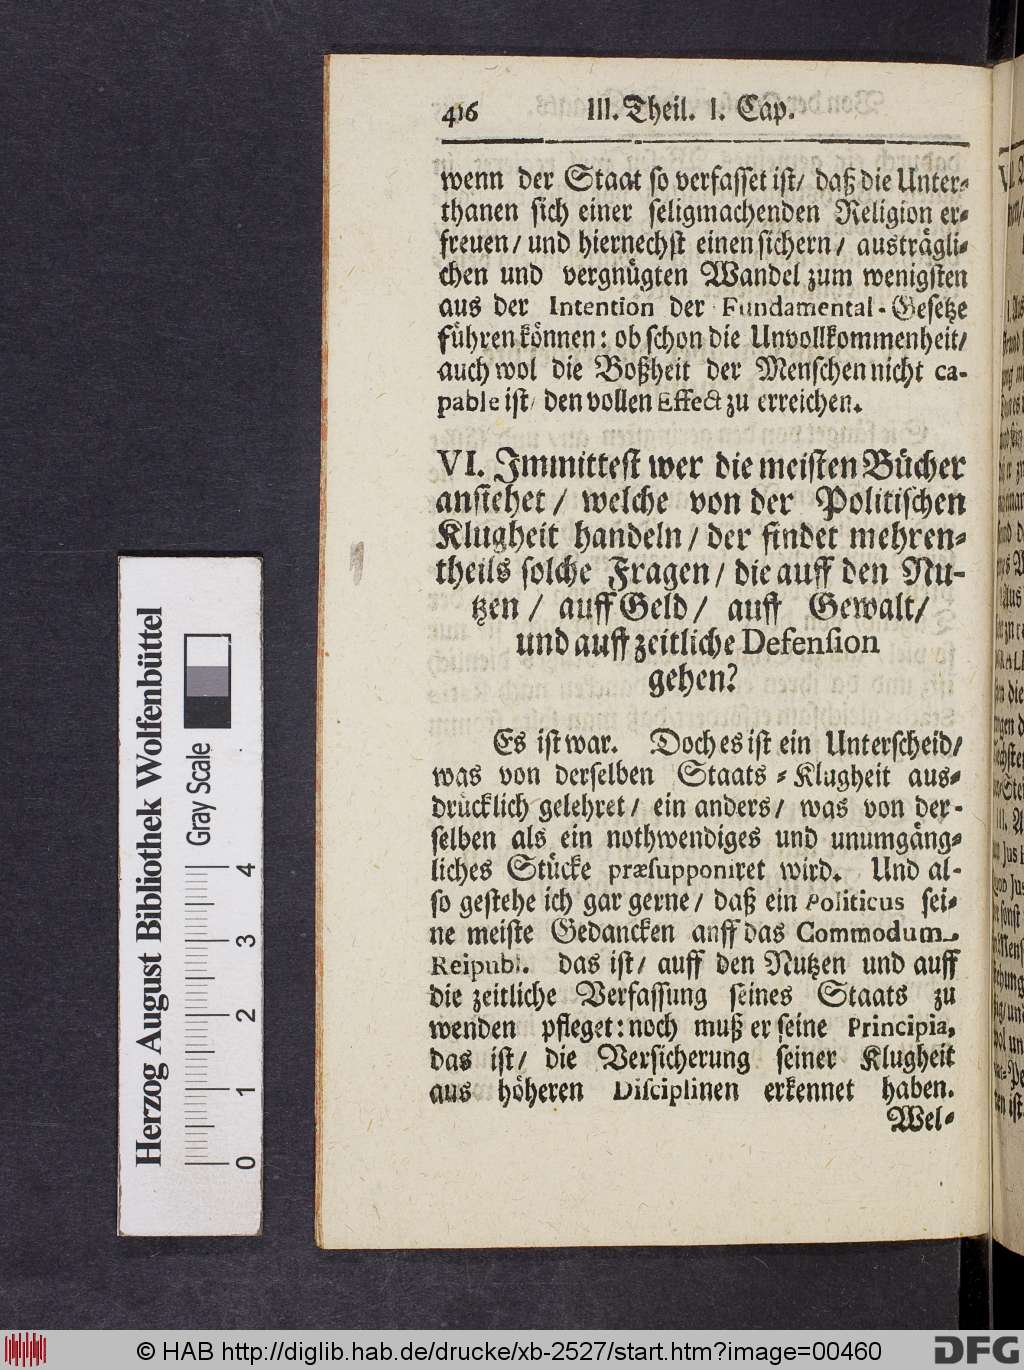 416 III. Theil. I. Cap.
wenn der Staat so verfasset ist/ daß die Unter-
thanen sich einer seligmachenden Religion er-
freuen/ und hiernechst einen sichern/ austrägli-
chen und vergnügten Wandel zum wenigsten
aus der Intention der Fundamental-Gesetze
führen können: ob schon die Unvollkommenheit/
auch wol die Boßheit der Menschen nicht ca-
pable ist/ den vollen Effect zu erreichen.
VI. Immittest wer die meisten Bücher
ansiehet/ welche von der Politischen
Klugheit handeln/ der findet mehren-
theils solche Fragen/ die auff den Nu-
tzen/ auff Geld/ auff Gewalt/
und auff zeitliche Defension
gehen?
Es ist war. Doch es ist ein Unterscheid/
was von derselben Staats-Klugheit aus-
drücklich gelehret/ ein anders/ was von der-
selben als ein nothwendiges und unumgäng-
liches Stücke præsupponiret wird. Und al-
so gestehe ich gar gerne/ daß ein Politicus sei-
ne meiste Gedancken auff das Commodum
Reipubl. das ist/ auff den Nutzen und auff
die zeitliche Verfassung seines Staats zu
wenden pfleget: noch muß er seine Principia,
das ist/ die Versicherung seiner Klugheit
aus höheren Disciplinen erkennet haben.
Wel-
Herzog August Bibliothek Wolfenbüttel
Gray Scale
0 1 2 3 4
© HAB http://diglib.hab.de/drucke/xb-2527/start.htm?image=00460
DFG